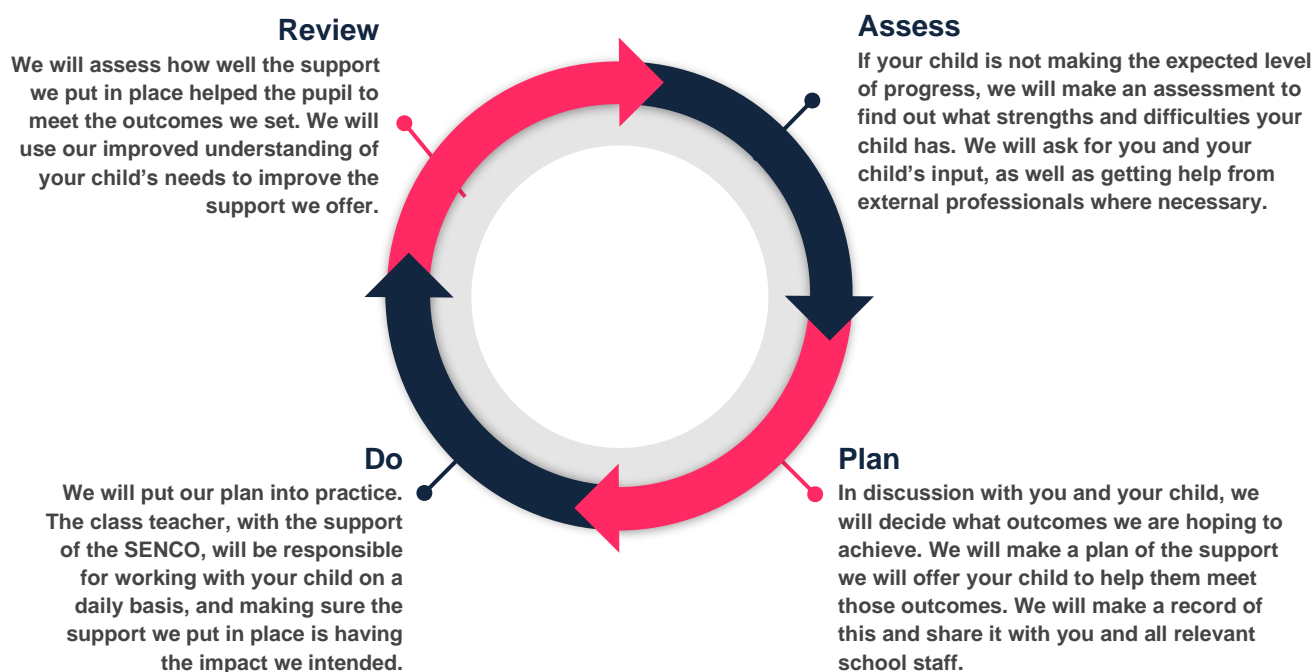 Review
We will assess how well the support
we put in place helped the pupil to
meet the outcomes we set. We will
use our improved understanding of
your child’s needs to improve the
support we offer.
Assess
If your child is not making the expected level
of progress, we will make an assessment to
find out what strengths and difficulties your
child has. We will ask for you and your
child’s input, as well as getting help from
external professionals where necessary.
Do
We will put our plan into practice.
The class teacher, with the support
of the SENCO, will be responsible
for working with your child on a
daily basis, and making sure the
support we put in place is having
the impact we intended.
Plan
In discussion with you and your child, we
will decide what outcomes we are hoping to
achieve. We will make a plan of the support
we will offer your child to help them meet
those outcomes. We will make a record of
this and share it with you and all relevant
school staff.